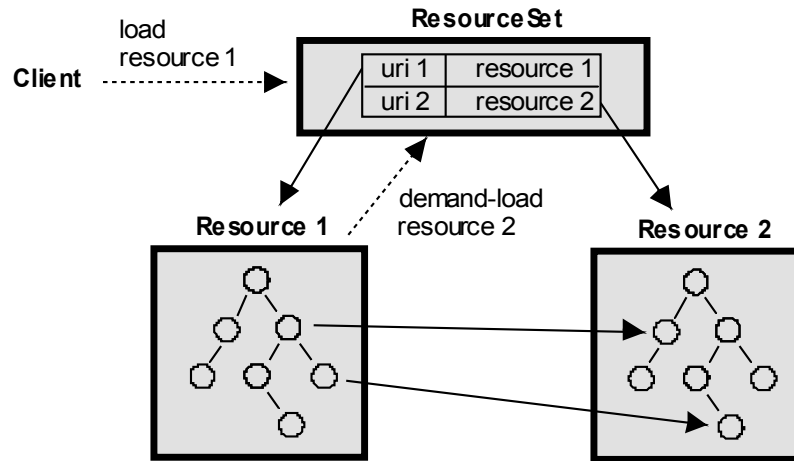 ResourceSet
load
resource 1
Client
uri 1 resource 1
uri 2 resource 2
demand-load
resource 2
Resource 1
Resource 2